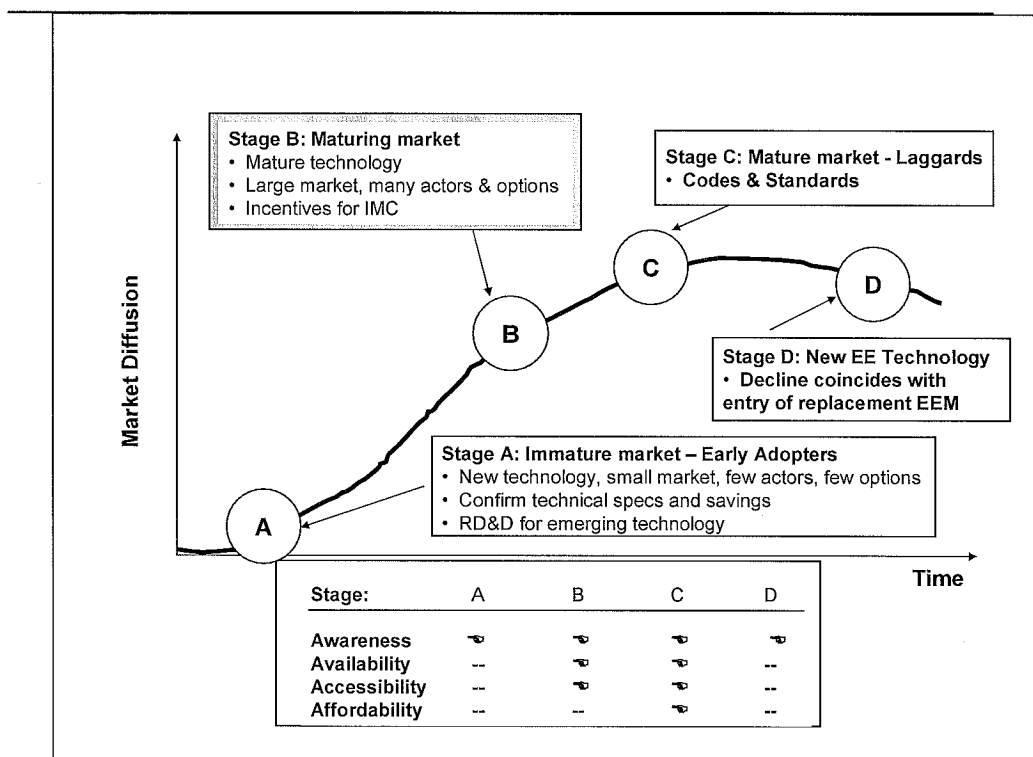 Stage B: Maturing market
• Mature technology
• Large market, many actors & options
• Incentives for IMC
Stage C: Mature market - Laggards
• Codes & Standards
Market Diffusion
A
B
C
D
Stage D: New EE Technology
• Decline coincides with
entry of replacement EEM
Stage A: Immature market – Early Adopters
• New technology, small market, few actors, few options
• Confirm technical specs and savings
• RD&D for emerging technology
Time
Stage: A B C D
Awareness ☜ ☜ ☜ ☜
Availability -- ☜ ☜ --
Accessibility -- ☜ ☜ --
Affordability -- -- ☜ --